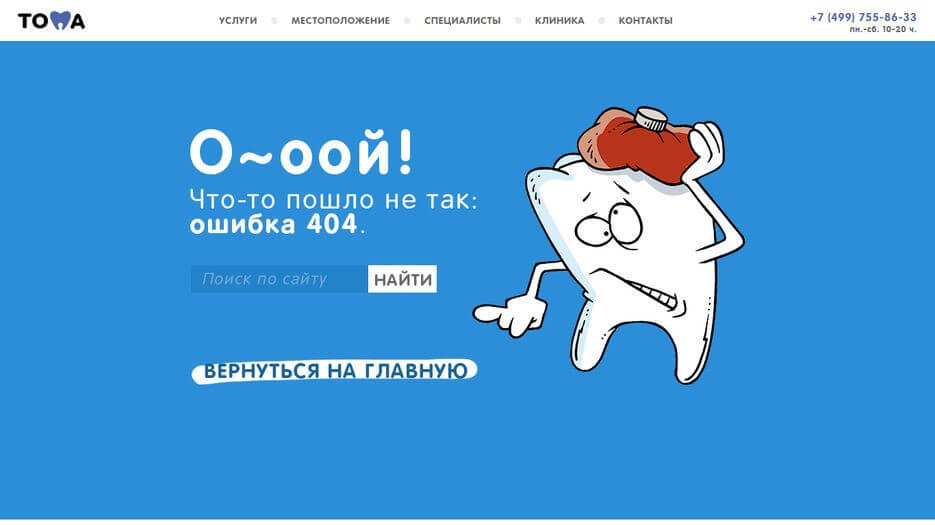 ТОМА
УСЛУГИ
МЕСТОПОЛОЖЕНИЕ
СПЕЦИАЛИСТЫ
КЛИНИКА
КОНТАКТЫ
+7 (499) 755-86-33
пн.-сб. 10-20 ч.
О~оой!
Что-то пошло не так:
ошибка 404.
Поиск по сайту
НАЙТИ
ВЕРНУТЬСЯ НА ГЛАВНУЮ